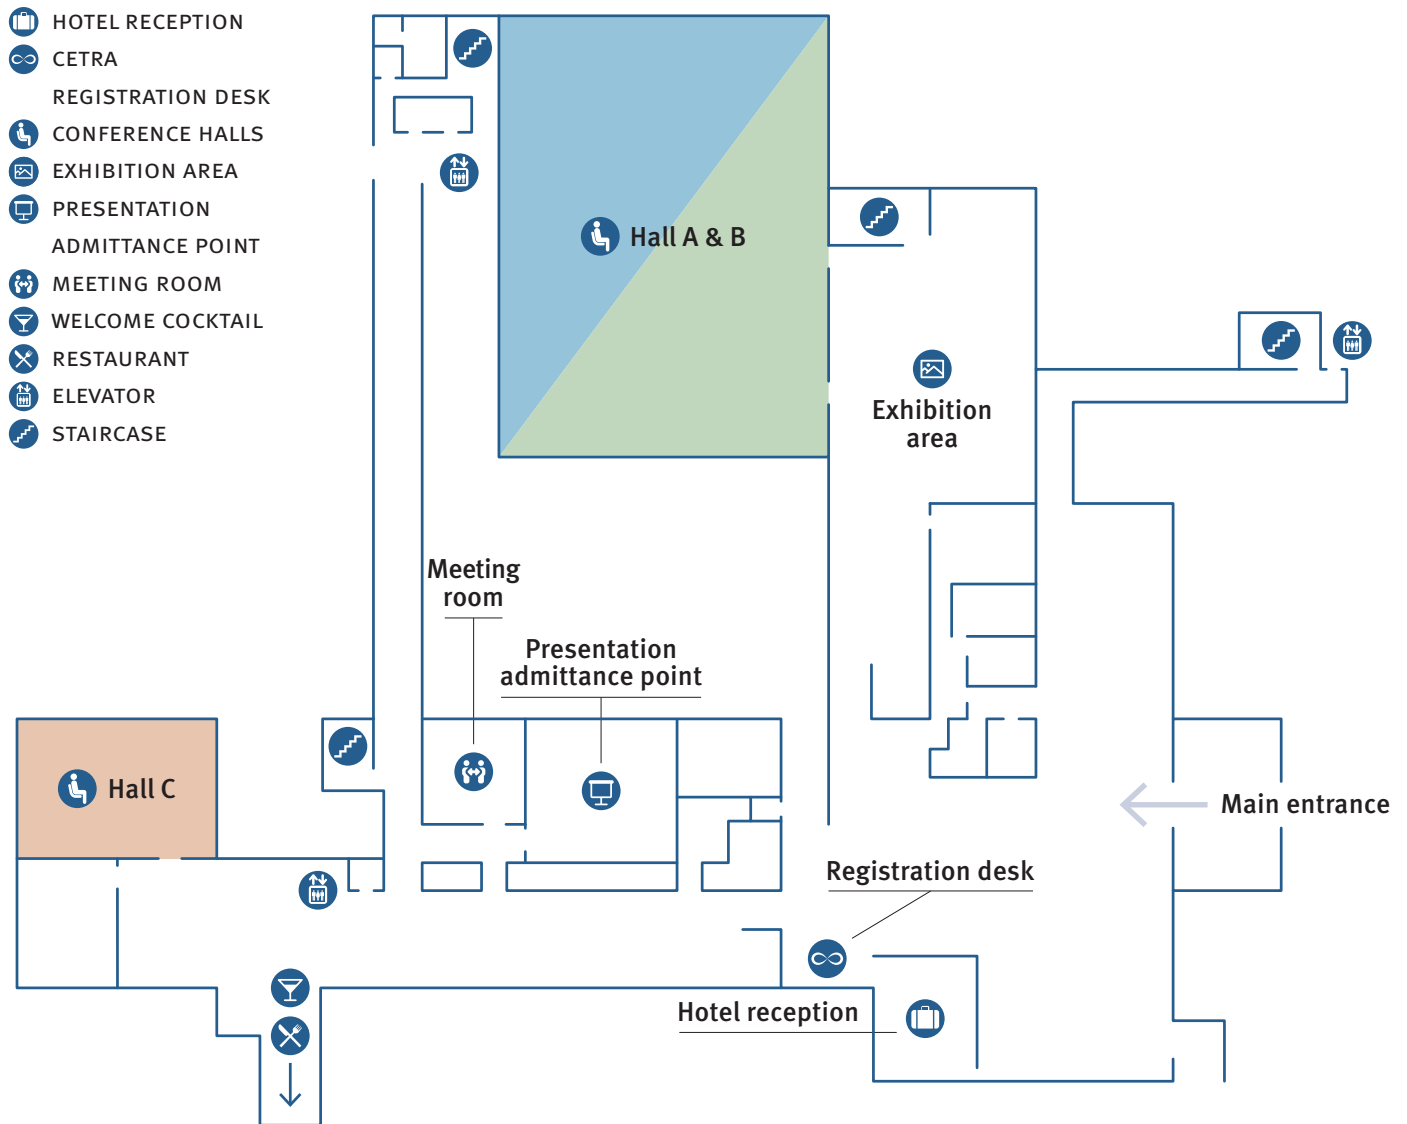 HOTEL RECEPTION
CETRA
REGISTRATION DESK
CONFERENCE HALLS
EXHIBITION AREA
PRESENTATION
ADMITTANCE POINT
MEETING ROOM
WELCOME COCKTAIL
RESTAURANT
ELEVATOR
STAIRCASE
Hall A & B
Exhibition
area
Meeting
room
Presentation
admittance point
Hall C
Main entrance
Registration desk
Hotel reception